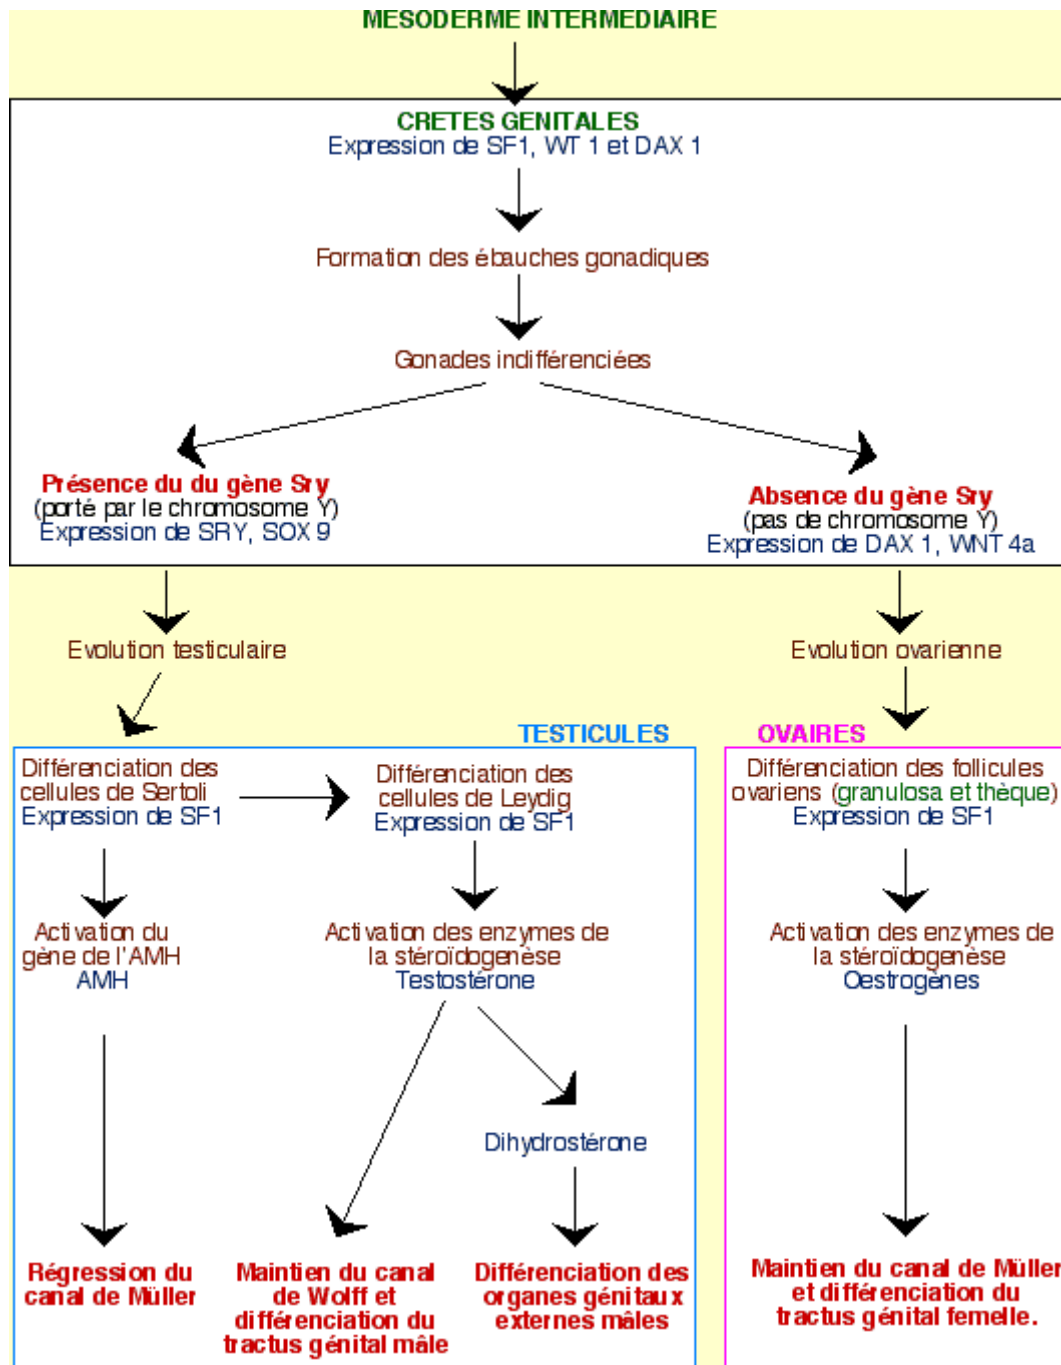 MESODERME INTERMEDIAIRE
CRETES GENITALES
Expression de SF1, WT 1 et DAX 1
Formation des ébauches gonadiques
Gonades indifférenciées
Présence du du gène Sry
(porté par le chromosome Y)
Expression de SRY, SOX 9
Absence du gène Sry
(pas de chromosome Y)
Expression de DAX 1, WNT 4a
Evolution testiculaire
Evolution ovarienne
TESTICULES
OVAIRES
Différenciation des
cellules de Sertoli
Expression de SF1
Différenciation des
cellules de Leydig
Expression de SF1
Différenciation des follicules
ovariens (granulosa et thèque)
Expression de SF1
Activation du
gène de l'AMH
AMH
Activation des enzymes de
la stéroïdogenèse
Testostérone
Activation des enzymes de
la stéroïdogenèse
Oestrogènes
Dihydrostérone
Régression du
canal de Müller
Maintien du canal
de Wolff et
différenciation du
tractus génital mâle
Différenciation des
organes génitaux
externes mâles
Maintien du canal de Müller
et différenciation du
tractus génital femelle.